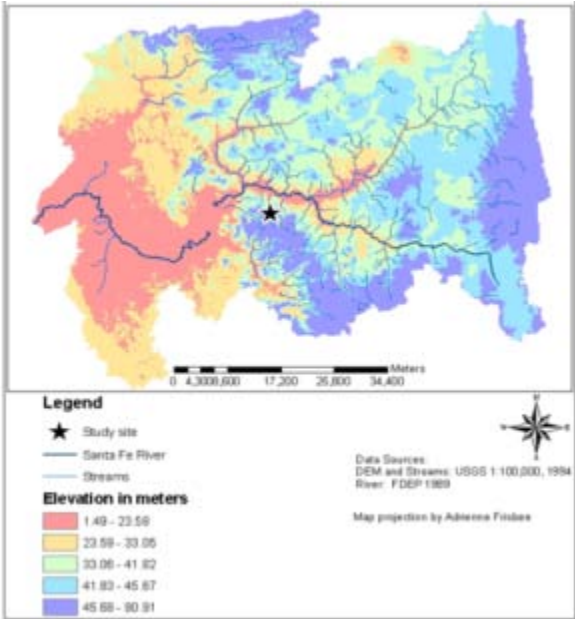 Meters
0 4,300 8,600 17,200 25,800 34,400
Legend
Study site
Santa Fe River
Streams
Elevation in meters
1.49 - 23.58
23.59 - 33.05
33.06 - 41.82
41.83 - 45.67
45.68 - 90.91
N
W E
S
Data Sources:
DEM and Streams: USGS 1:100,000, 1994
River: FDEP 1989
Map projection by Adrienne Frisbee